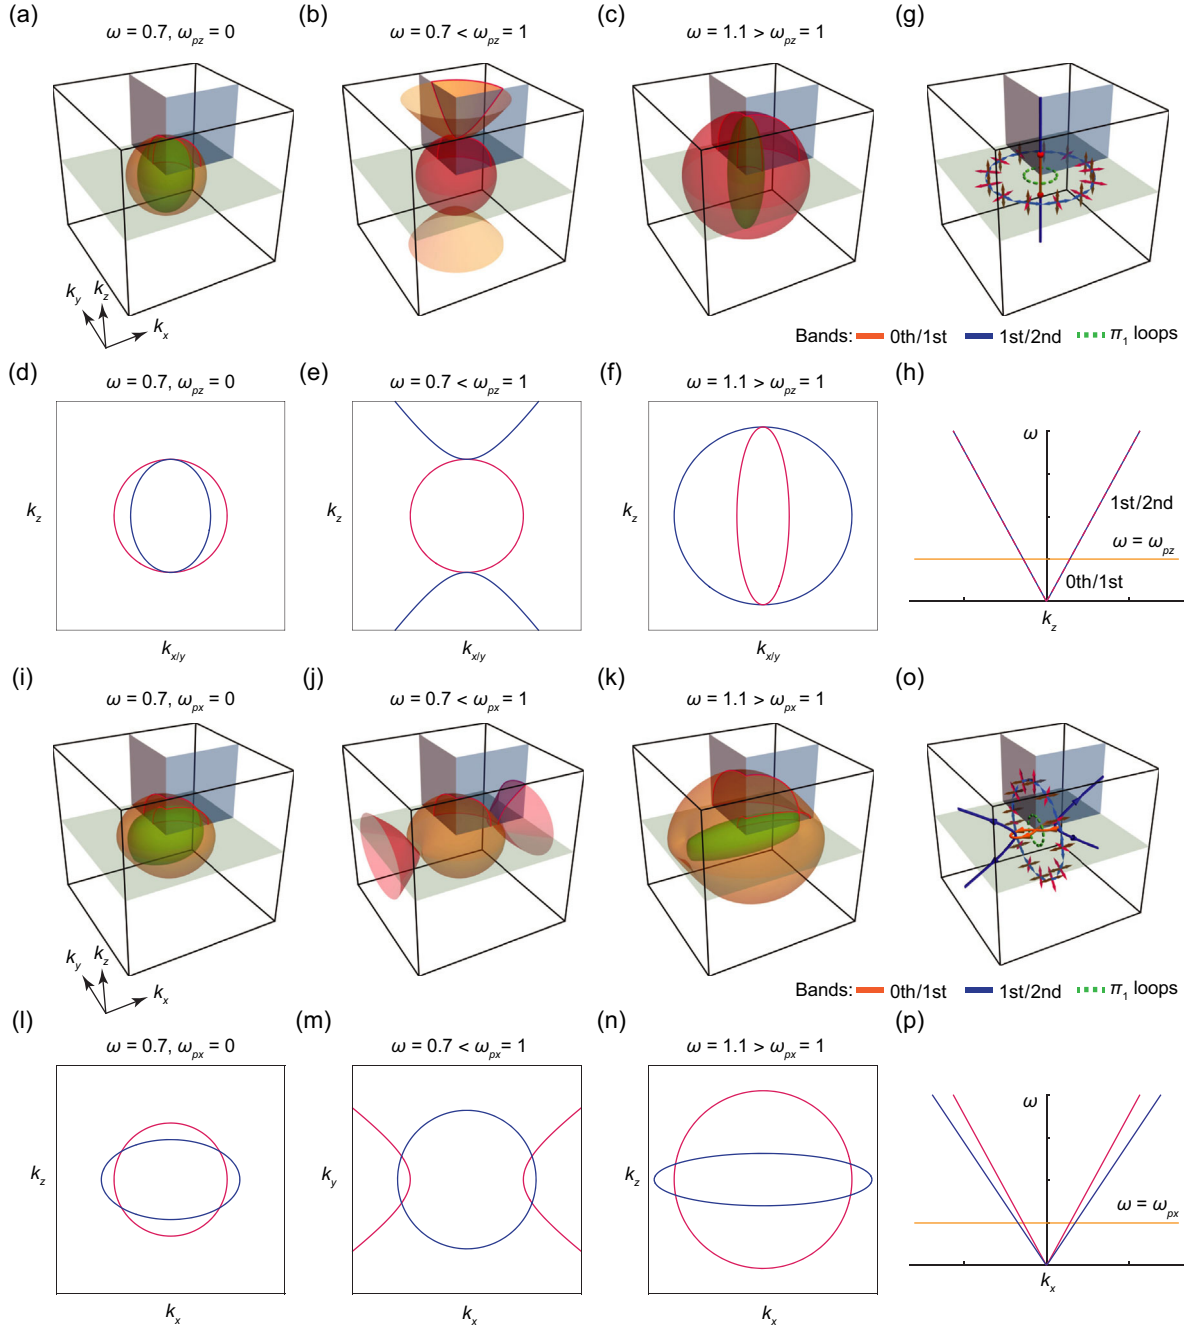 (a) (b) (c) (g)
ω = 0.7, ω_pz = 0 ω = 0.7 < ω_pz = 1 ω = 1.1 > ω_pz = 1
k_y k_z k_x
Bands: 0th/1st 1st/2nd π_1 loops
(d) (e) (f) (h)
ω = 0.7, ω_pz = 0 ω = 0.7 < ω_pz = 1 ω = 1.1 > ω_pz = 1
ω
k_z k_z k_z 1st/2nd
ω = ω_pz
0th/1st
k_x/y k_x/y k_x/y k_z
(i) (j) (k) (o)
ω = 0.7, ω_px = 0 ω = 0.7 < ω_px = 1 ω = 1.1 > ω_px = 1
k_y k_z k_x
Bands: 0th/1st 1st/2nd π_1 loops
(l) (m) (n) (p)
ω = 0.7, ω_px = 0 ω = 0.7 < ω_px = 1 ω = 1.1 > ω_px = 1
ω
k_z k_y k_z
ω = ω_px
k_x k_x k_x k_x